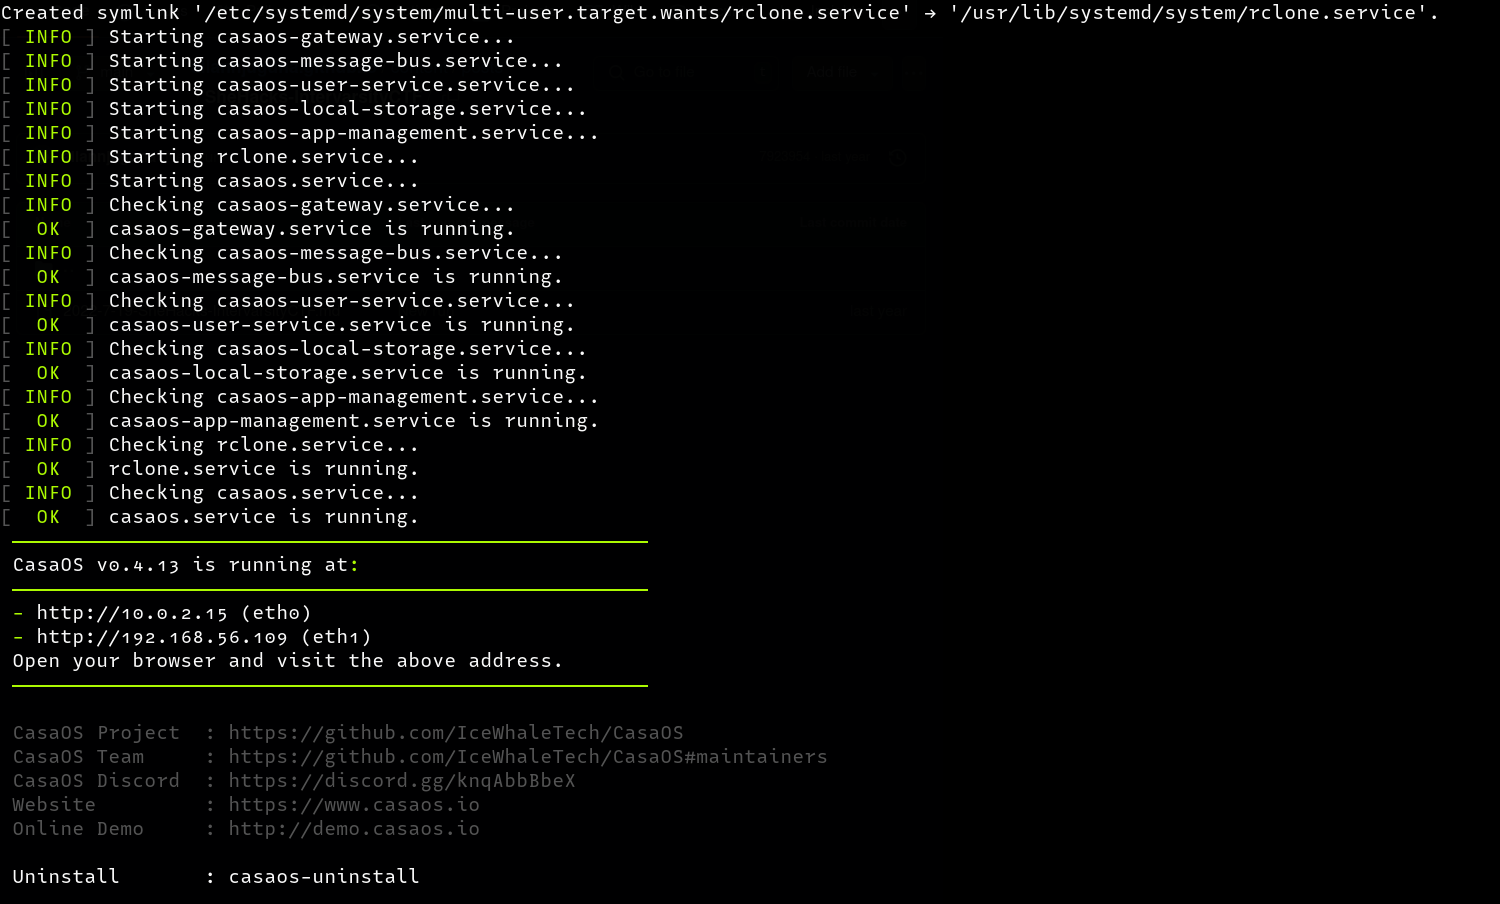 Created symlink '/etc/systemd/system/multi-user.target.wants/rclone.service' → '/usr/lib/systemd/system/rclone.service'.
[ INFO ] Starting casaos-gateway.service...
[ INFO ] Starting casaos-message-bus.service...
[ INFO ] Starting casaos-user-service.service...
[ INFO ] Starting casaos-local-storage.service...
[ INFO ] Starting casaos-app-management.service...
[ INFO ] Starting rclone.service...
[ INFO ] Starting casaos.service...
[ INFO ] Checking casaos-gateway.service...
[  OK  ] casaos-gateway.service is running.
[ INFO ] Checking casaos-message-bus.service...
[  OK  ] casaos-message-bus.service is running.
[ INFO ] Checking casaos-user-service.service...
[  OK  ] casaos-user-service.service is running.
[ INFO ] Checking casaos-local-storage.service...
[  OK  ] casaos-local-storage.service is running.
[ INFO ] Checking casaos-app-management.service...
[  OK  ] casaos-app-management.service is running.
[ INFO ] Checking rclone.service...
[  OK  ] rclone.service is running.
[ INFO ] Checking casaos.service...
[  OK  ] casaos.service is running.
CasaOS v0.4.13 is running at:
- http://10.0.2.15 (eth0)
- http://192.168.56.109 (eth1)
Open your browser and visit the above address.
CasaOS Project  : https://github.com/IceWhaleTech/CasaOS
CasaOS Team     : https://github.com/IceWhaleTech/CasaOS#maintainers
CasaOS Discord  : https://discord.gg/knqAbbBbeX
Website         : https://www.casaos.io
Online Demo     : http://demo.casaos.io
Uninstall       : casaos-uninstall